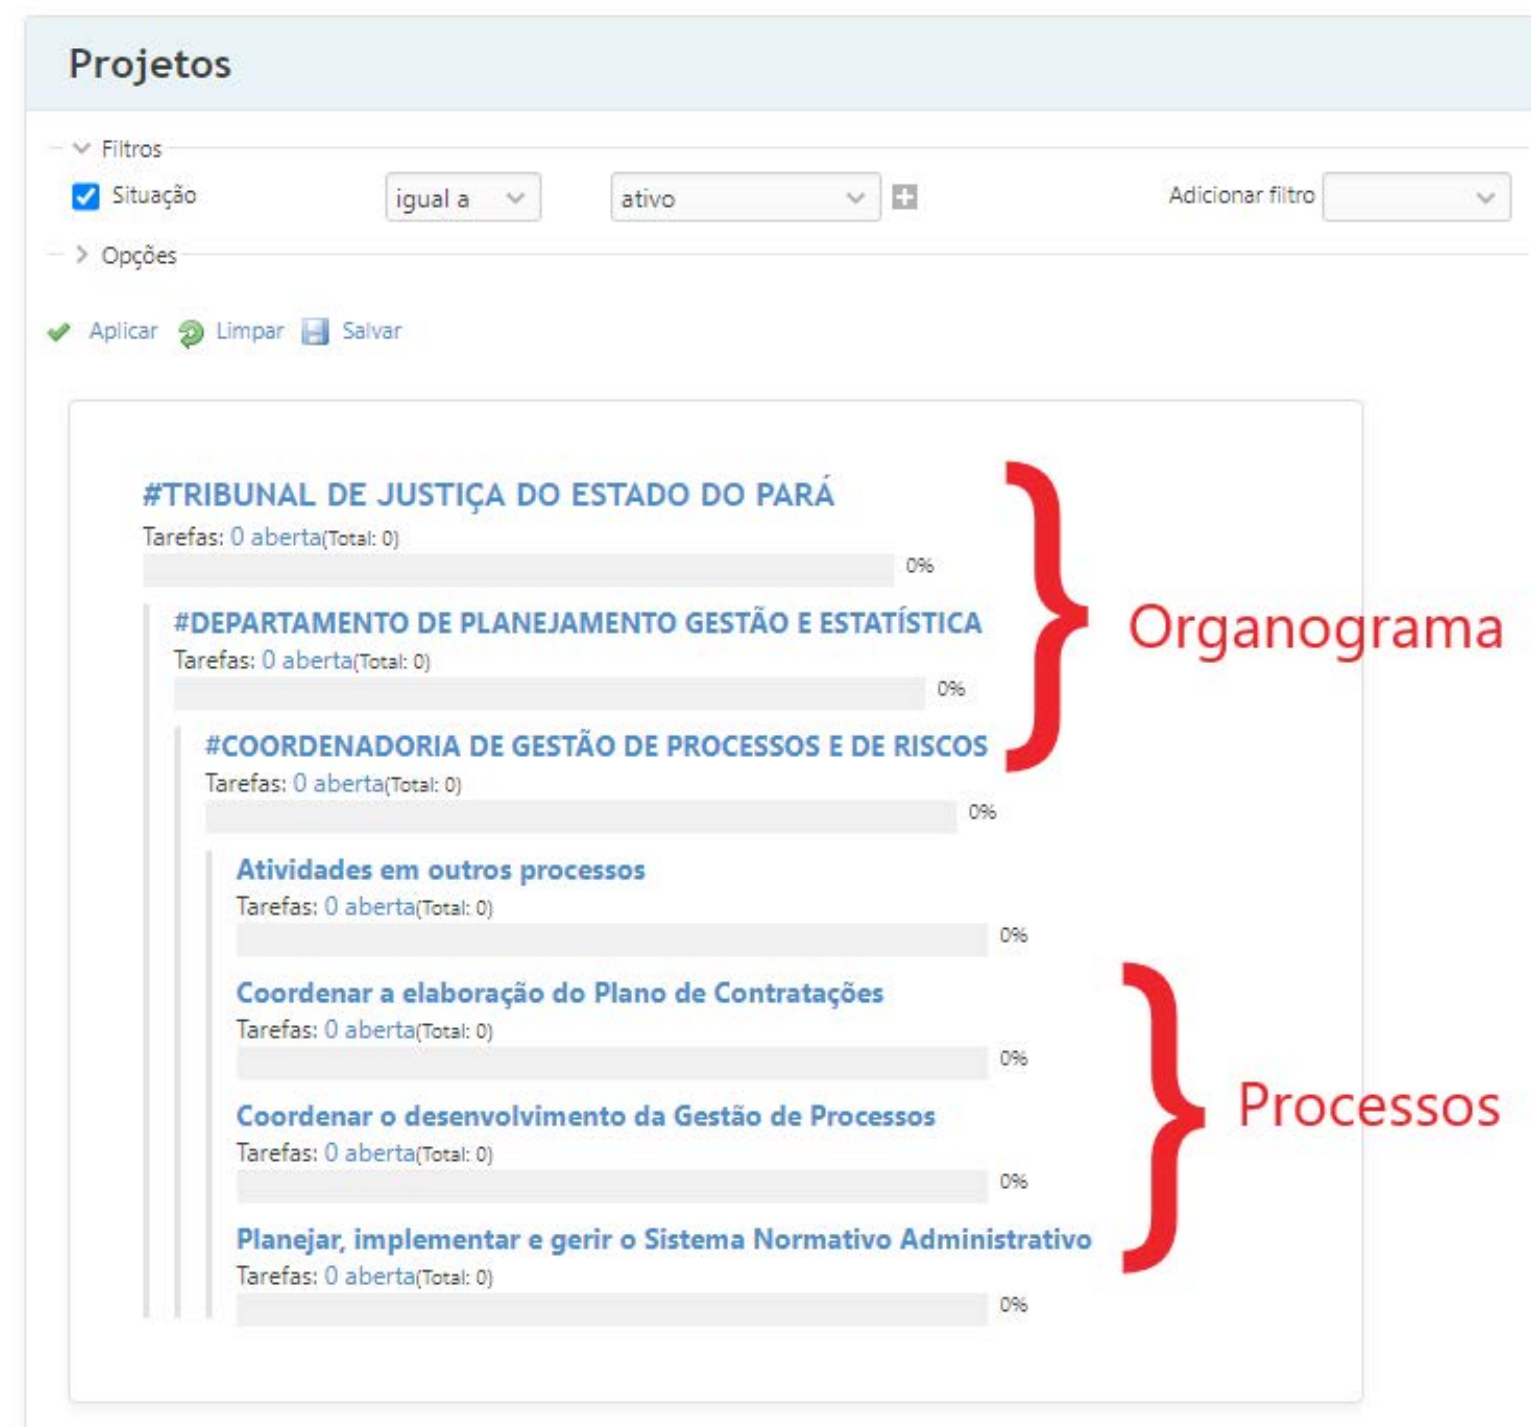 Projetos
Filtros
Situação igual a ativo Adicionar filtro
Opções
Aplicar Limpar Salvar
#TRIBUNAL DE JUSTIÇA DO ESTADO DO PARÁ
Tarefas: 0 aberta(Total: 0)
0%
#DEPARTAMENTO DE PLANEJAMENTO GESTÃO E ESTATÍSTICA
Tarefas: 0 aberta(Total: 0)
0%
Organograma
#COORDENADORIA DE GESTÃO DE PROCESSOS E DE RISCOS
Tarefas: 0 aberta(Total: 0)
0%
Atividades em outros processos
Tarefas: 0 aberta(Total: 0)
0%
Coordenar a elaboração do Plano de Contratações
Tarefas: 0 aberta(Total: 0)
0%
Coordenar o desenvolvimento da Gestão de Processos
Tarefas: 0 aberta(Total: 0)
0%
Processos
Planejar, implementar e gerir o Sistema Normativo Administrativo
Tarefas: 0 aberta(Total: 0)
0%